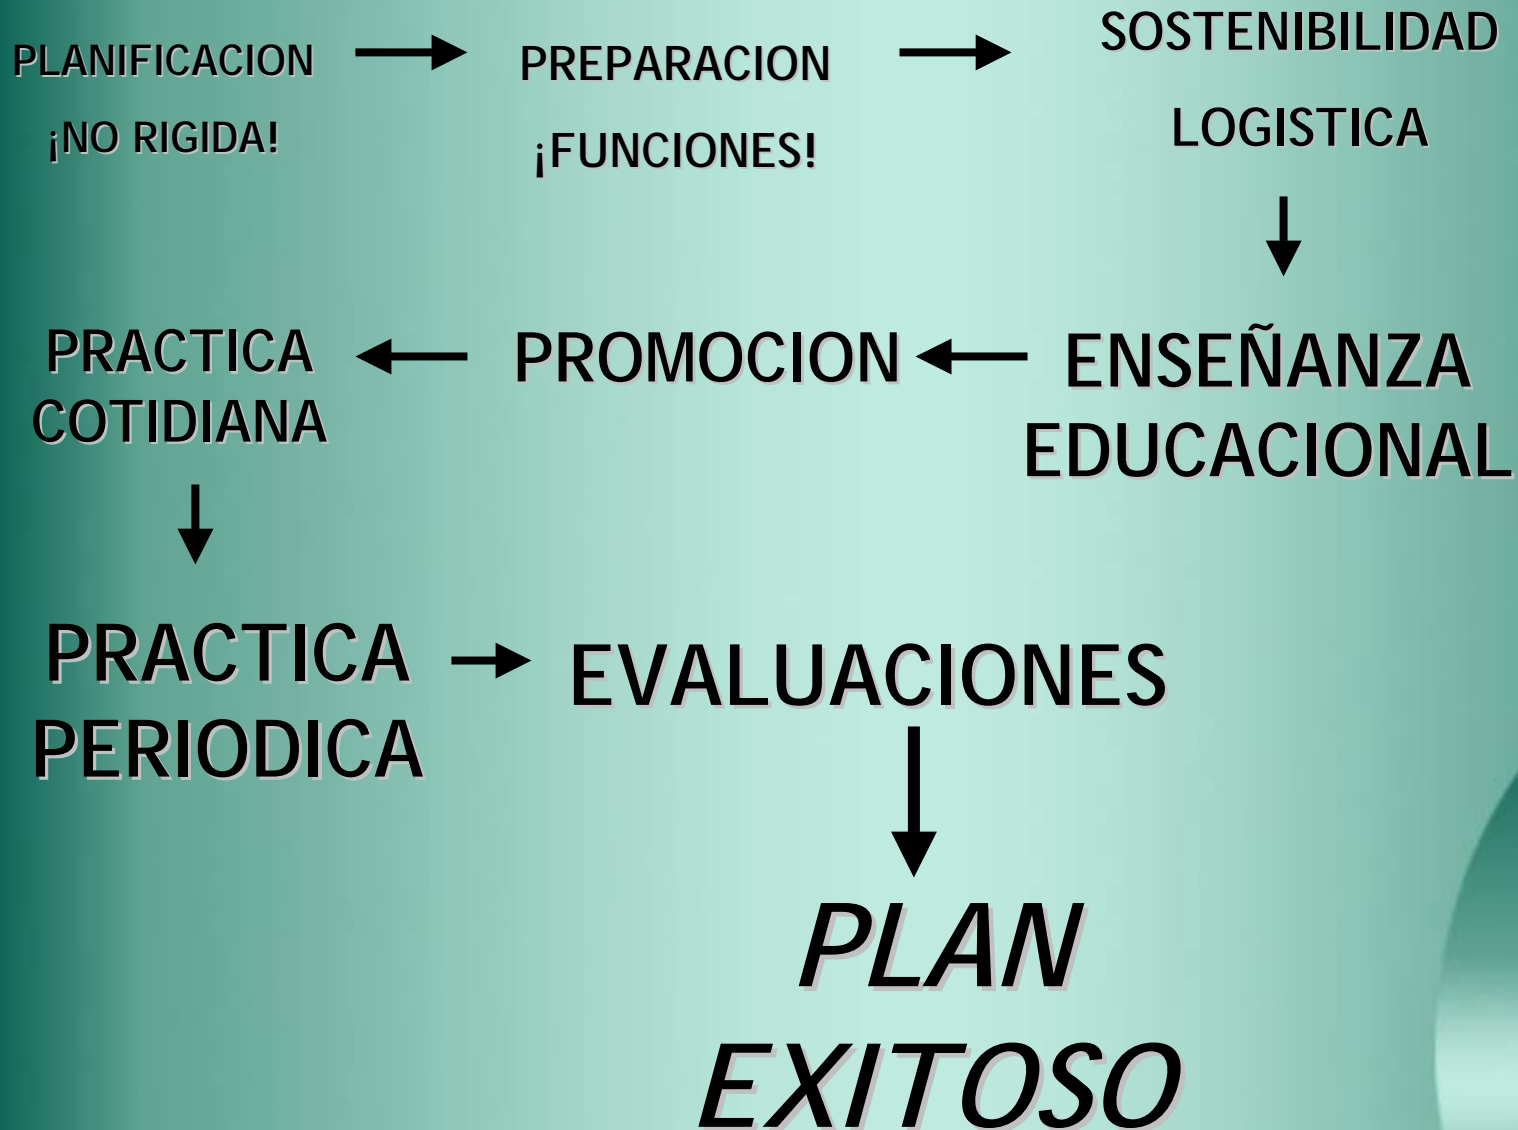 PLANIFICACION
¡NO RIGIDA!
PREPARACION
¡FUNCIONES!
SOSTENIBILIDAD
LOGISTICA
ENSEÑANZA
EDUCACIONAL
PROMOCION
PRACTICA
COTIDIANA
PRACTICA
PERIODICA
EVALUACIONES
PLAN
EXITOSO